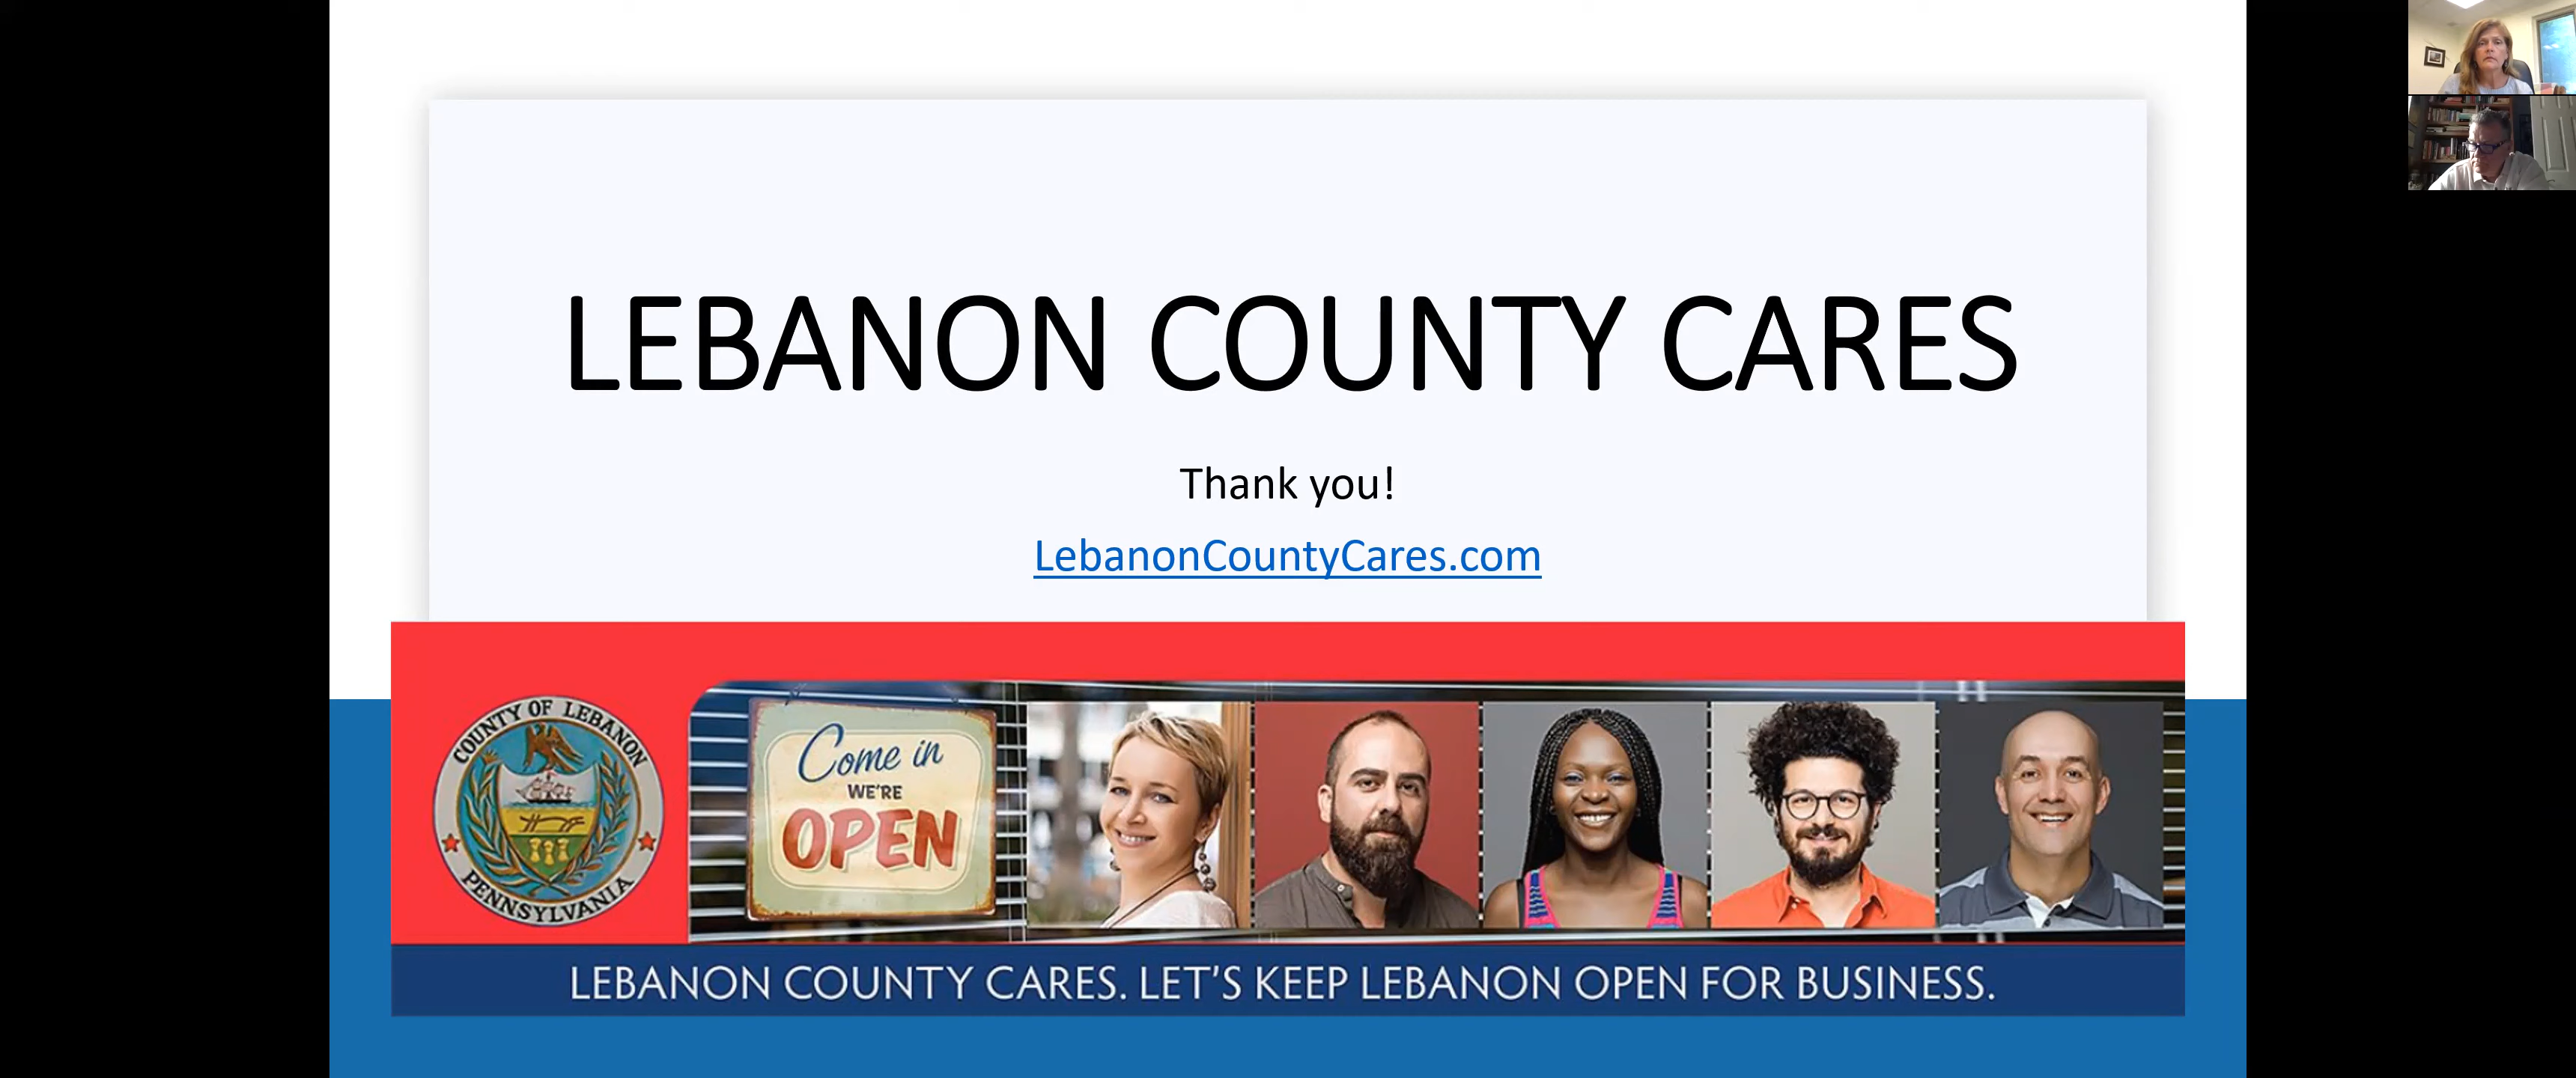 LEBANON COUNTY CARES
Thank you!
LebanonCountyCares.com
COUNTY OF LEBANON
PENNSYLVANIA
Come in
WE'RE
OPEN
LEBANON COUNTY CARES. LET'S KEEP LEBANON OPEN FOR BUSINESS.